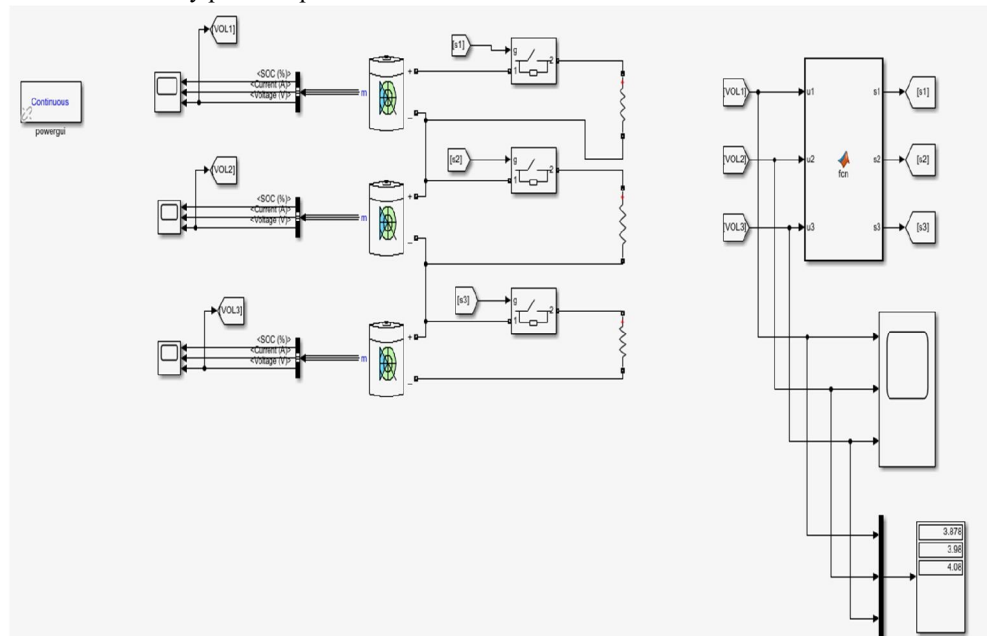 [VOL1]
<SOC (%)>
<Current (A)>
<Voltage (V)>
m
+
_
[s1]
g
1
2
Continuous
powergui
[VOL2]
<SOC (%)>
<Current (A)>
<Voltage (V)>
m
+
_
[s2]
g
1
2
[VOL3]
<SOC (%)>
<Current (A)>
<Voltage (V)>
m
+
_
[s3]
g
1
2
[VOL1]
u1
s1
[s1]
[VOL2]
u2
s2
[s2]
fcn
[VOL3]
u3
s3
[s3]
3.878
3.98
4.08